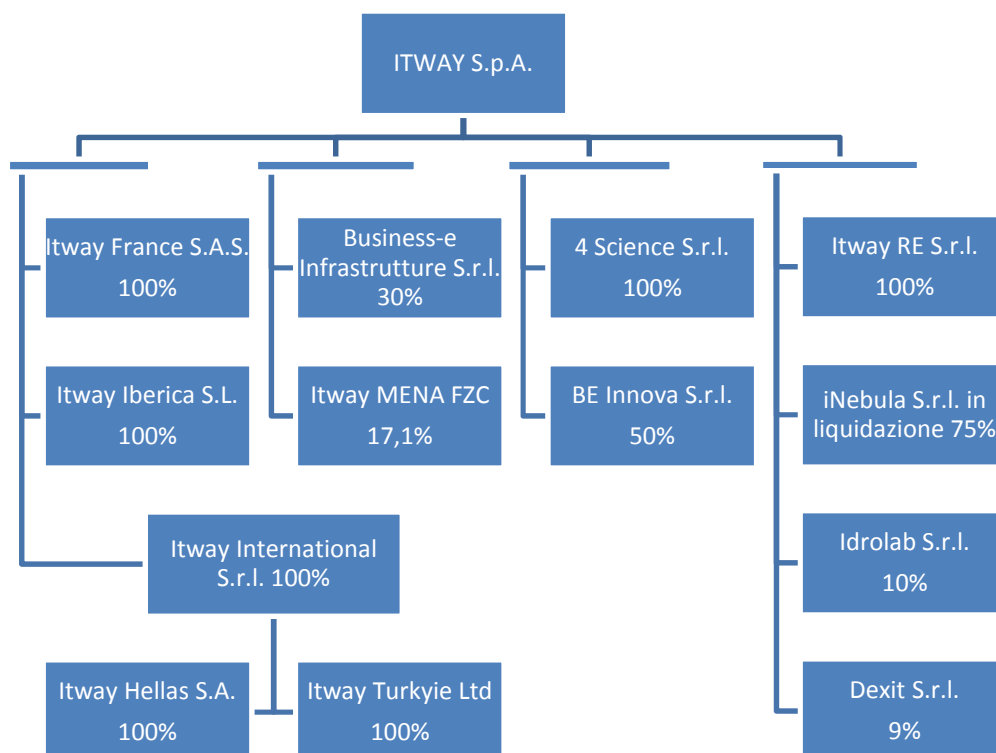 ITWAY S.p.A.
Itway France S.A.S.
100%
Business-e
Infrastrutture S.r.l.
30%
4 Science S.r.l.
100%
Itway RE S.r.l.
100%
Itway Iberica S.L.
100%
Itway MENA FZC
17,1%
BE Innova S.r.l.
50%
iNebula S.r.l. in
liquidazione 75%
Itway International
S.r.l. 100%
Idrolab S.r.l.
10%
Itway Hellas S.A.
100%
Itway Turkyie Ltd
100%
Dexit S.r.l.
9%